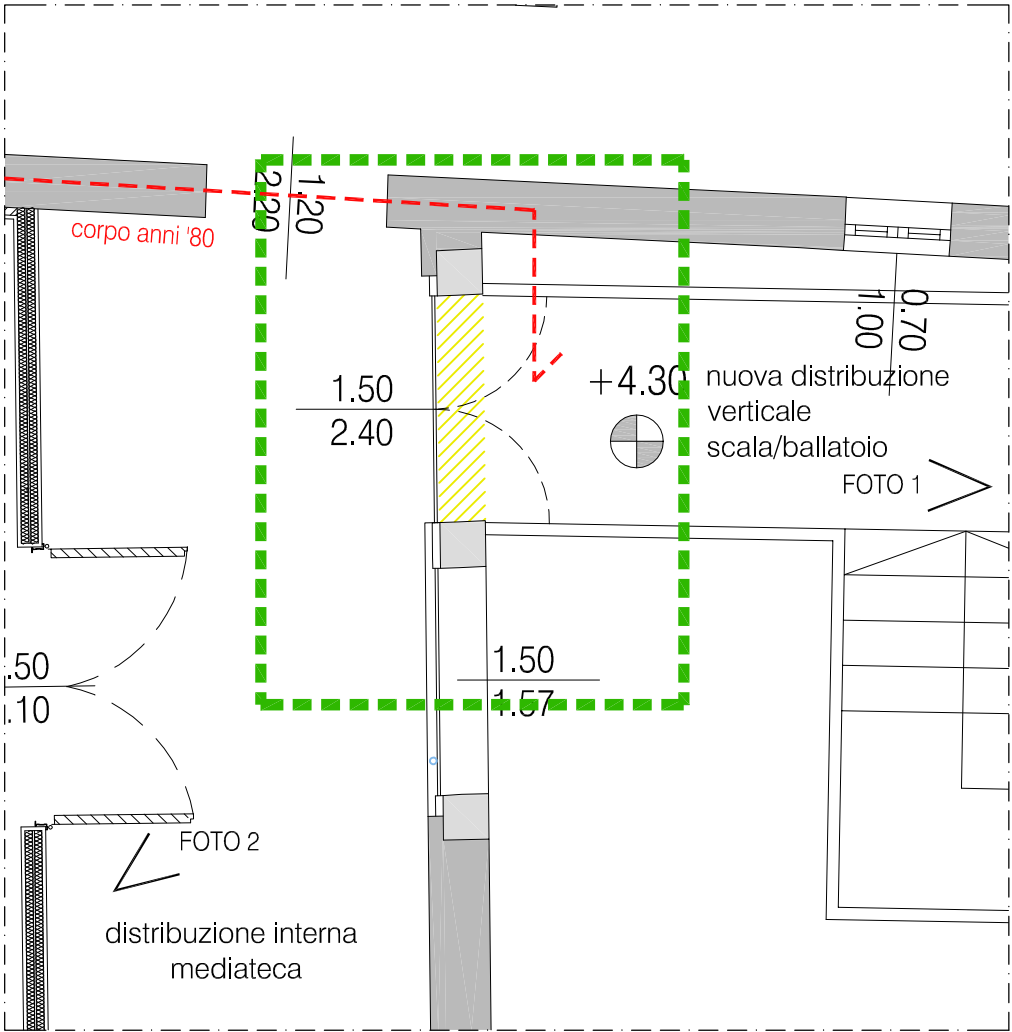 1.20
2.20
corpo anni '80
0.70
1.00
1.50
2.40
+4.30
nuova distribuzione
verticale
scala/ballatoio
FOTO 1
.50
.10
1.50
1.57
FOTO 2
distribuzione interna
mediateca